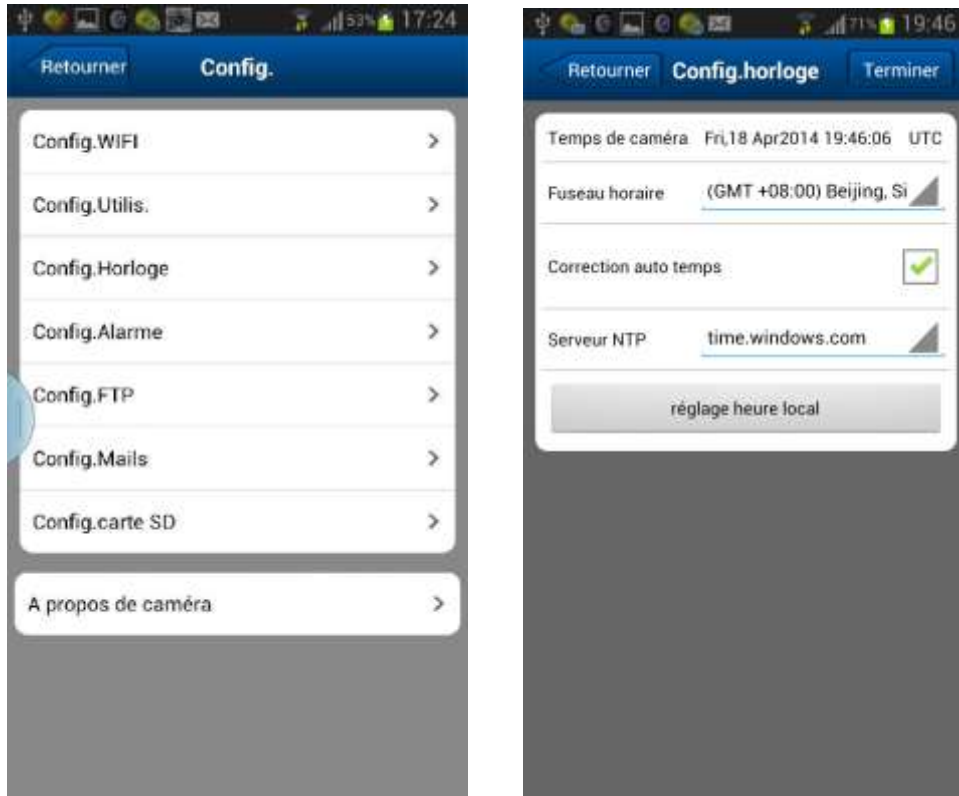 53% 17:24
Retourner Config.
Config.WIFI
Config.Utilis.
Config.Horloge
Config.Alarme
Config.FTP
Config.Mails
Config.carte SD
A propos de caméra
71% 19:46
Retourner Config.horloge Terminer
Temps de caméra Fri,18 Apr2014 19:46:06 UTC
Fuseau horaire (GMT +08:00) Beijing, Si
Correction auto temps
Serveur NTP time.windows.com
réglage heure local